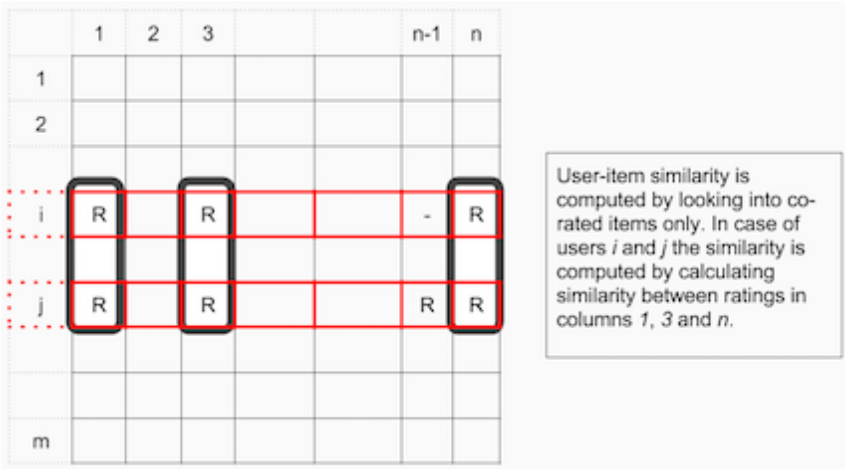 1 2 3 n-1 n
1
2
i R R - R
j R R R R
m
User-item similarity is
computed by looking into co-
rated items only. In case of
users i and j the similarity is
computed by calculating
similarity between ratings in
columns 1, 3 and n.